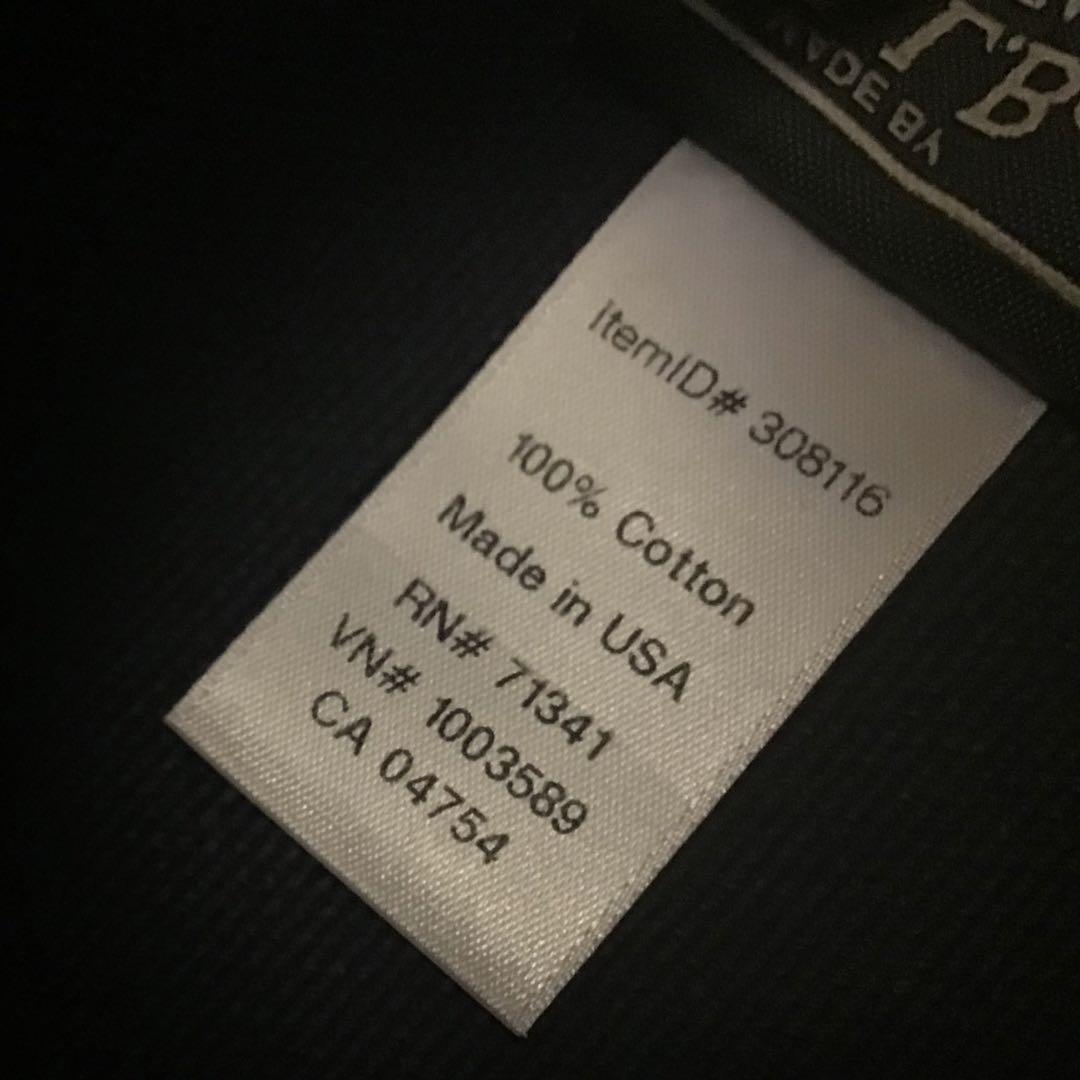 MADE BY
ItemID# 308116
100% Cotton
Made in USA
RN# 71341
VN# 1003589
CA 04754